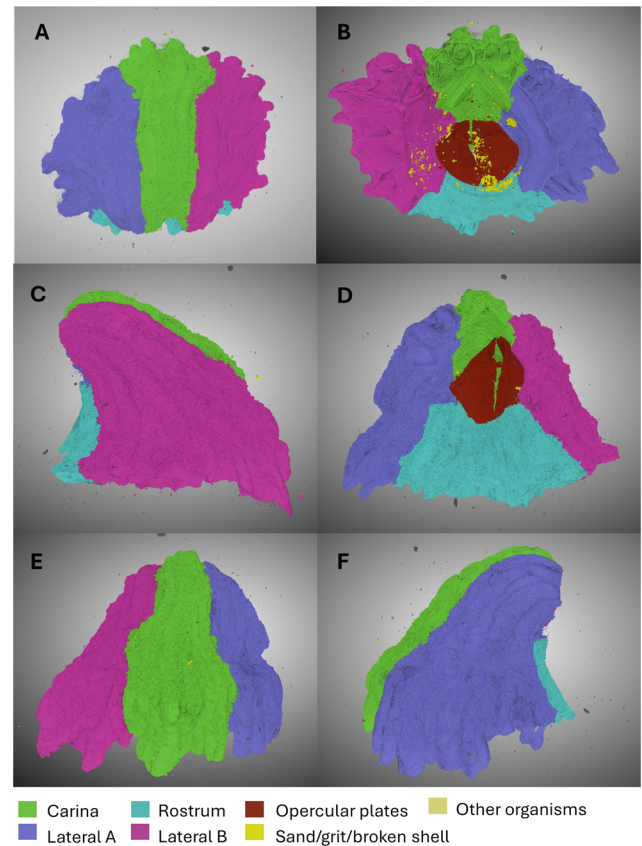 A
B
C
D
E
F
Carina
Rostrum
Opercular plates
Other organisms
Lateral A
Lateral B
Sand/grit/broken shell